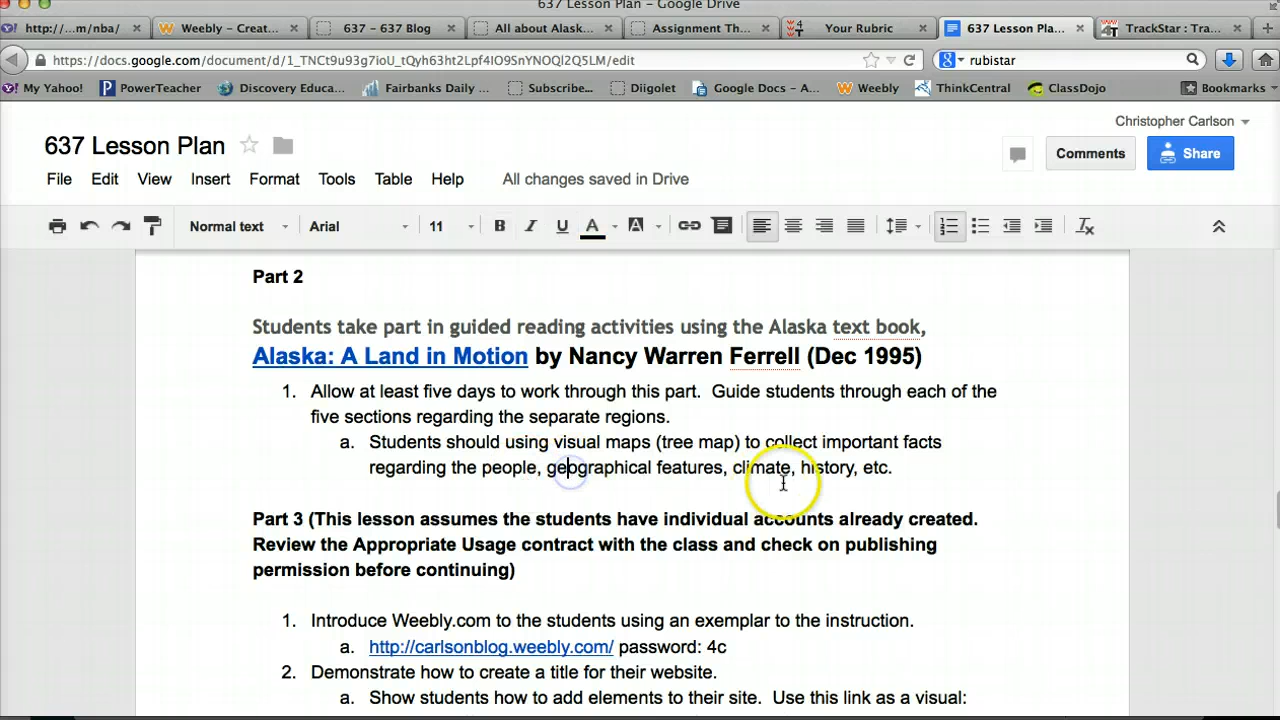 637 Lesson Plan - Google Drive
http://...m/nba/ Weebly - Creat... 637 - 637 Blog All about Alask... Assignment Th... Your Rubric 637 Lesson Pla... TrackStar : Tra...
https://docs.google.com/document/d/1_TNCt9u93g7ioU_tQyh63ht2Lpf4IO9SnYNOQl2Q5LM/edit rubistar
My Yahoo! PowerTeacher Discovery Educa... Fairbanks Daily ... Subscribe... Diigolet Google Docs - A... Weebly ThinkCentral ClassDojo Bookmarks
Christopher Carlson
637 Lesson Plan
Comments Share
File Edit View Insert Format Tools Table Help All changes saved in Drive
Normal text Arial 11 B I U A A
Part 2
Students take part in guided reading activities using the Alaska text book,
Alaska: A Land in Motion by Nancy Warren Ferrell (Dec 1995)
1. Allow at least five days to work through this part. Guide students through each of the
five sections regarding the separate regions.
a. Students should using visual maps (tree map) to collect important facts
regarding the people, geographical features, climate, history, etc.
Part 3 (This lesson assumes the students have individual accounts already created.
Review the Appropriate Usage contract with the class and check on publishing
permission before continuing)
1. Introduce Weebly.com to the students using an exemplar to the instruction.
a. http://carlsonblog.weebly.com/ password: 4c
2. Demonstrate how to create a title for their website.
a. Show students how to add elements to their site. Use this link as a visual: